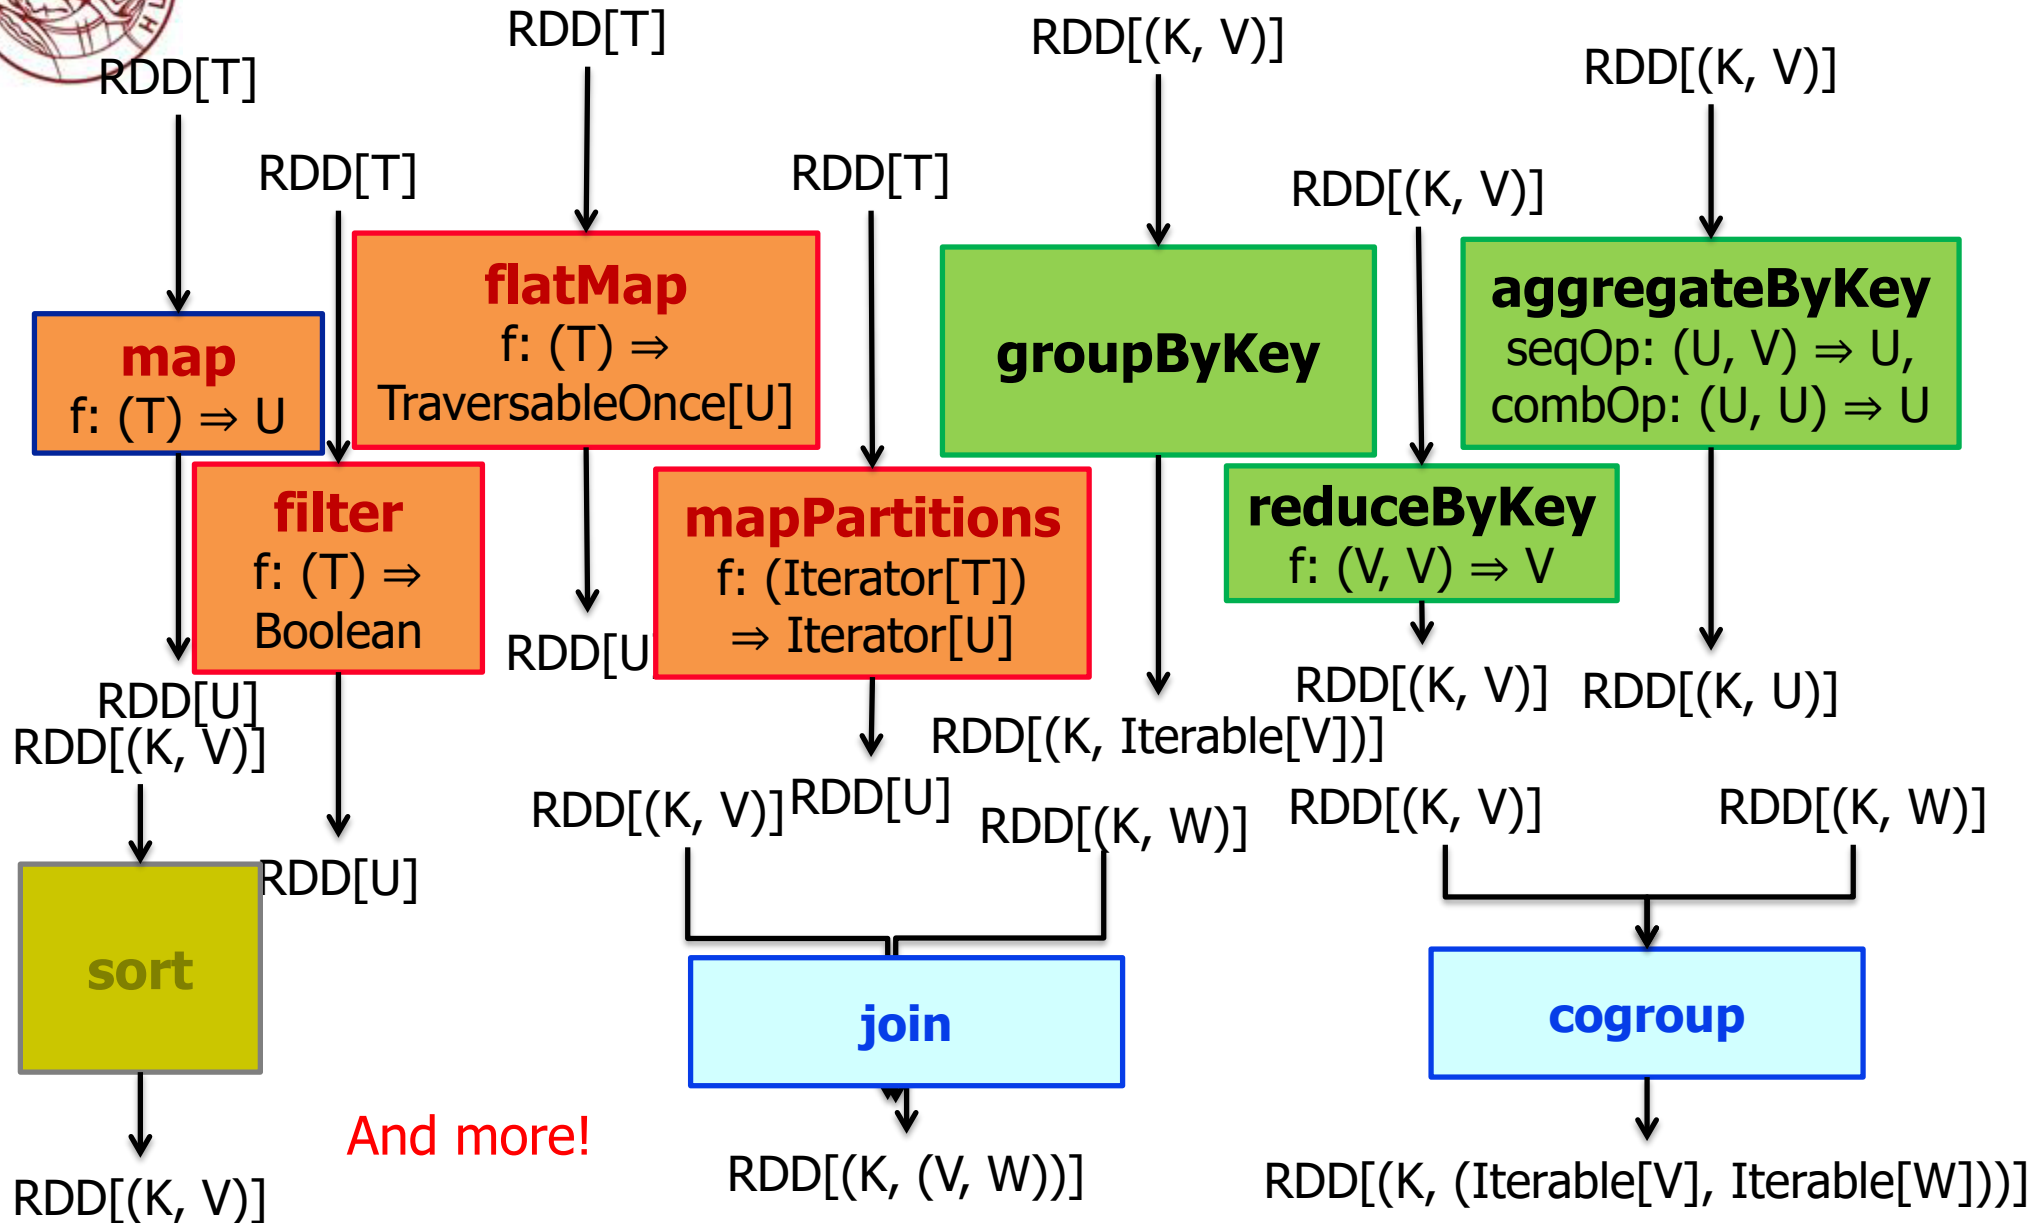 RDD[T]
map
f: (T) ⇒ U
RDD[U]
RDD[T]
filter
f: (T) ⇒
Boolean
RDD[U]
RDD[T]
flatMap
f: (T) ⇒
TraversableOnce[U]
RDD[U
RDD[T]
mapPartitions
f: (Iterator[T])
⇒ Iterator[U]
RDD[U]
RDD[(K, V)]
groupByKey
RDD[(K, Iterable[V])]
RDD[(K, V)]
reduceByKey
f: (V, V) ⇒ V
RDD[(K, V)]
RDD[(K, V)]
aggregateByKey
seqOp: (U, V) ⇒ U,
combOp: (U, U) ⇒ U
RDD[(K, U)]
RDD[(K, V)]
sort
RDD[(K, V)]
And more!
RDD[(K, V)]
RDD[(K, W)]
join
RDD[(K, (V, W))]
RDD[(K, V)]
RDD[(K, W)]
cogroup
RDD[(K, (Iterable[V], Iterable[W]))]